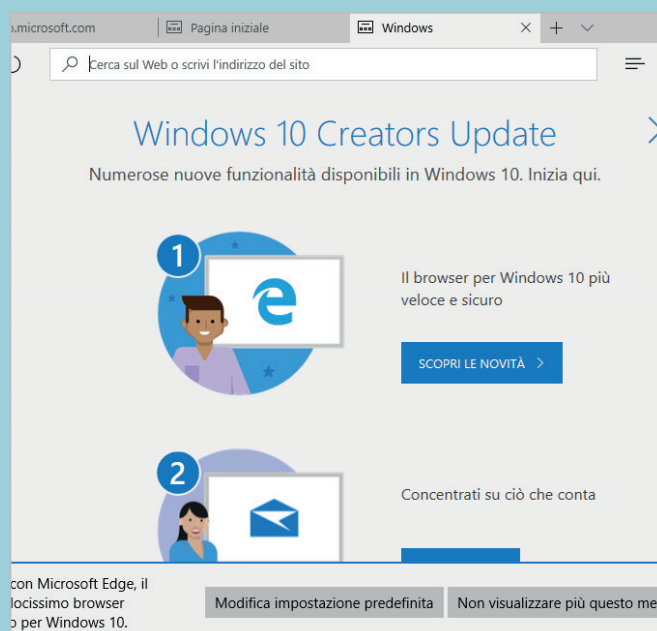 .microsoft.com
Pagina iniziale
Windows
Cerca sul Web o scrivi l'indirizzo del sito
Windows 10 Creators Update
Numerose nuove funzionalità disponibili in Windows 10. Inizia qui.
1
Il browser per Windows 10 più
veloce e sicuro
SCOPRI LE NOVITÀ
2
Concentrati su ciò che conta
con Microsoft Edge, il
locissimo browser
o per Windows 10.
Modifica impostazione predefinita
Non visualizzare più questo me